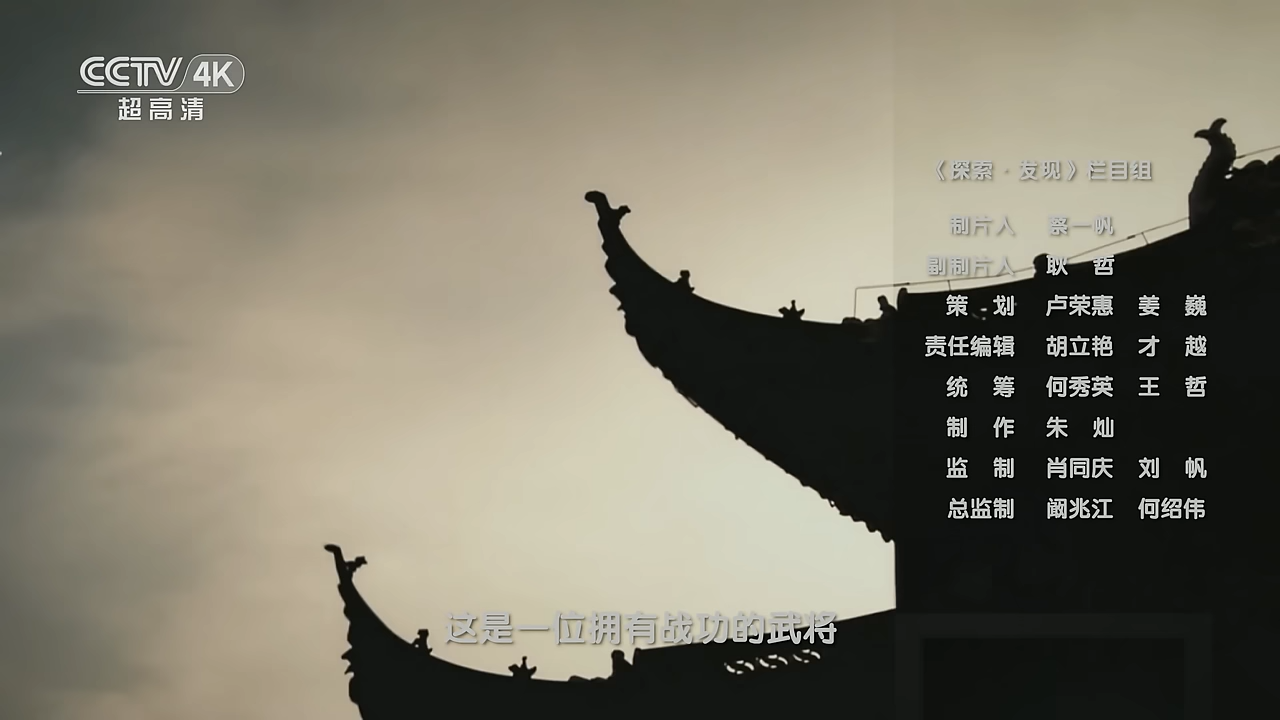 CCTV 4K
超高清
《探索·发现》栏目组
制片人 蔡一帆
副制片人 耿 哲
策 划 卢荣惠 姜 巍
责任编辑 胡立艳 才 越
统 筹 何秀英 王 哲
制 作 朱 灿
监 制 肖同庆 刘 帆
总监制 阚兆江 何绍伟
这是一位拥有战功的武将